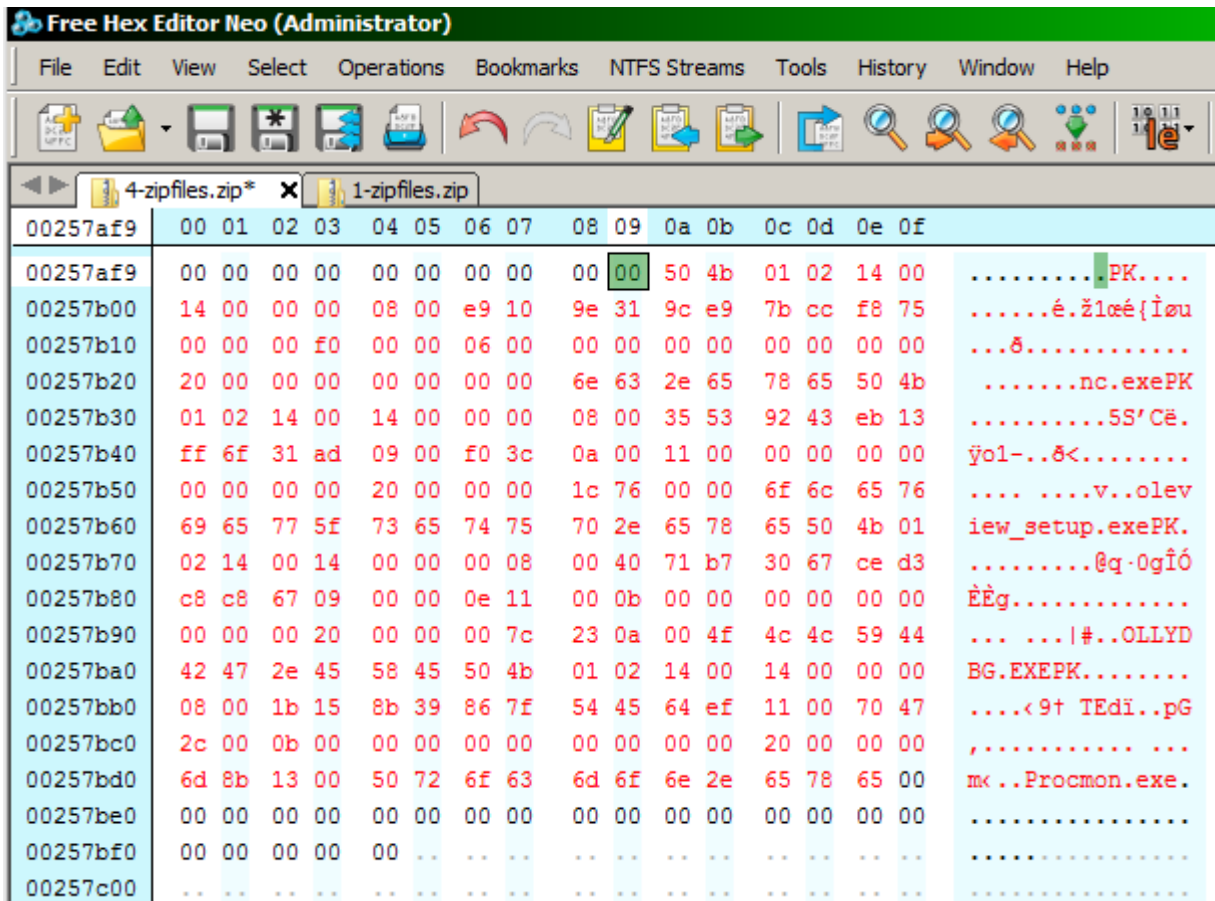 Free Hex Editor Neo (Administrator)
File Edit View Select Operations Bookmarks NTFS Streams Tools History Window Help
4-zipfiles.zip* x 1-zipfiles.zip
00257af9 00 01 02 03 04 05 06 07 08 09 0a 0b 0c 0d 0e 0f
00257af9 00 00 00 00 00 00 00 00 00 00 50 4b 01 02 14 00 ..........PK....
00257b00 14 00 00 00 08 00 e9 10 9e 31 9c e9 7b cc f8 75 ......é.ž1œé{Ìøu
00257b10 00 00 00 f0 00 00 06 00 00 00 00 00 00 00 00 00 ...ð............
00257b20 20 00 00 00 00 00 00 00 6e 63 2e 65 78 65 50 4b  .......nc.exePK
00257b30 01 02 14 00 14 00 00 00 08 00 35 53 92 43 eb 13 ..........5S’Cë.
00257b40 ff 6f 31 ad 09 00 f0 3c 0a 00 11 00 00 00 00 00 ÿo1-..ð<........
00257b50 00 00 00 00 20 00 00 00 1c 76 00 00 6f 6c 65 76 .... ....v..olev
00257b60 69 65 77 5f 73 65 74 75 70 2e 65 78 65 50 4b 01 iew_setup.exePK.
00257b70 02 14 00 14 00 00 00 08 00 40 71 b7 30 67 ce d3 .........@q·0gÎÓ
00257b80 c8 c8 67 09 00 00 0e 11 00 0b 00 00 00 00 00 00 ÈÈg.............
00257b90 00 00 00 20 00 00 00 7c 23 0a 00 4f 4c 4c 59 44 ... ...|#..OLLYD
00257ba0 42 47 2e 45 58 45 50 4b 01 02 14 00 14 00 00 00 BG.EXEPK........
00257bb0 08 00 1b 15 8b 39 86 7f 54 45 64 ef 11 00 70 47 ....‹9† TEdï..pG
00257bc0 2c 00 0b 00 00 00 00 00 00 00 00 00 20 00 00 00 ,........... ...
00257bd0 6d 8b 13 00 50 72 6f 63 6d 6f 6e 2e 65 78 65 00 m‹..Procmon.exe.
00257be0 00 00 00 00 00 00 00 00 00 00 00 00 00 00 00 00 ................
00257bf0 00 00 00 00 00 .. .. .. .. .. .. .. .. .. .. .. ................
00257c00 .. .. .. .. .. .. .. .. .. .. .. .. .. .. .. .. ................